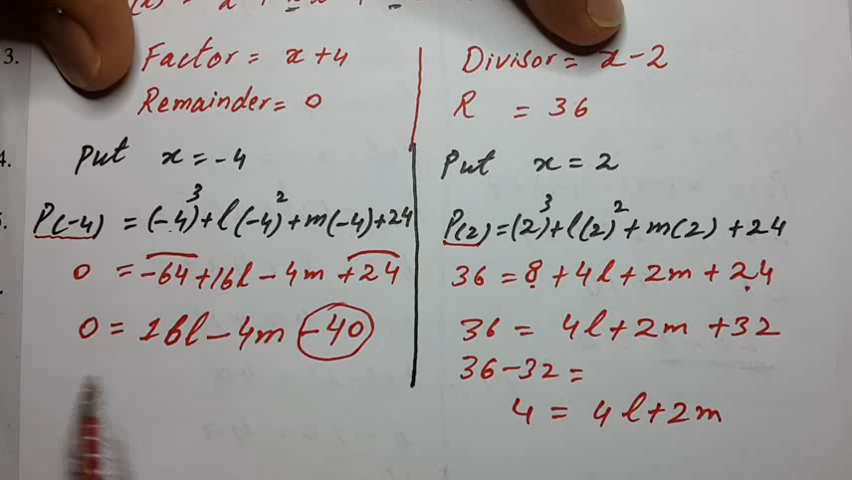 3.
Factor = x+4
Remainder = 0
Put x = -4
P(-4) = (-4)³+l(-4)²+m(-4)+24
0 = -64+16l-4m+24
0 = 16l-4m-40
Divisor = x-2
R = 36
Put x = 2
P(2) = (2)³+l(2)²+m(2)+24
36 = 8+4l+2m+24
36 = 4l+2m+32
36-32 =
4 = 4l+2m